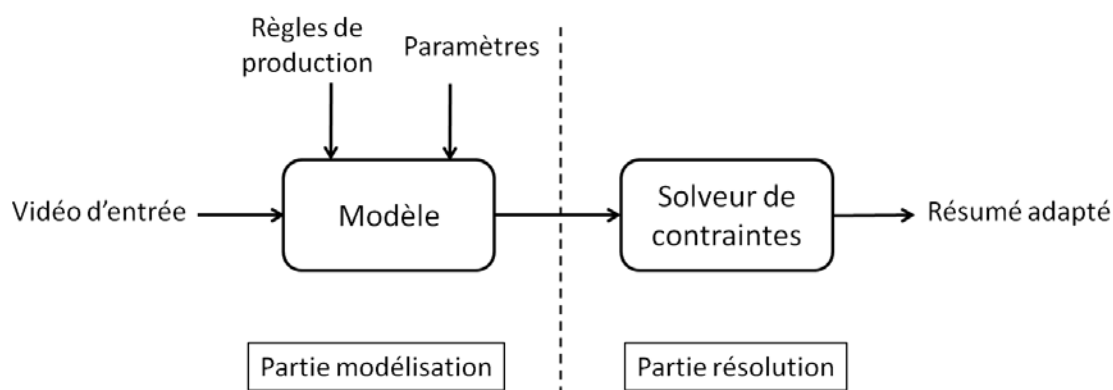 Règles de
production
Paramètres
Vidéo d'entrée
Modèle
Solveur de
contraintes
Résumé adapté
Partie modélisation
Partie résolution